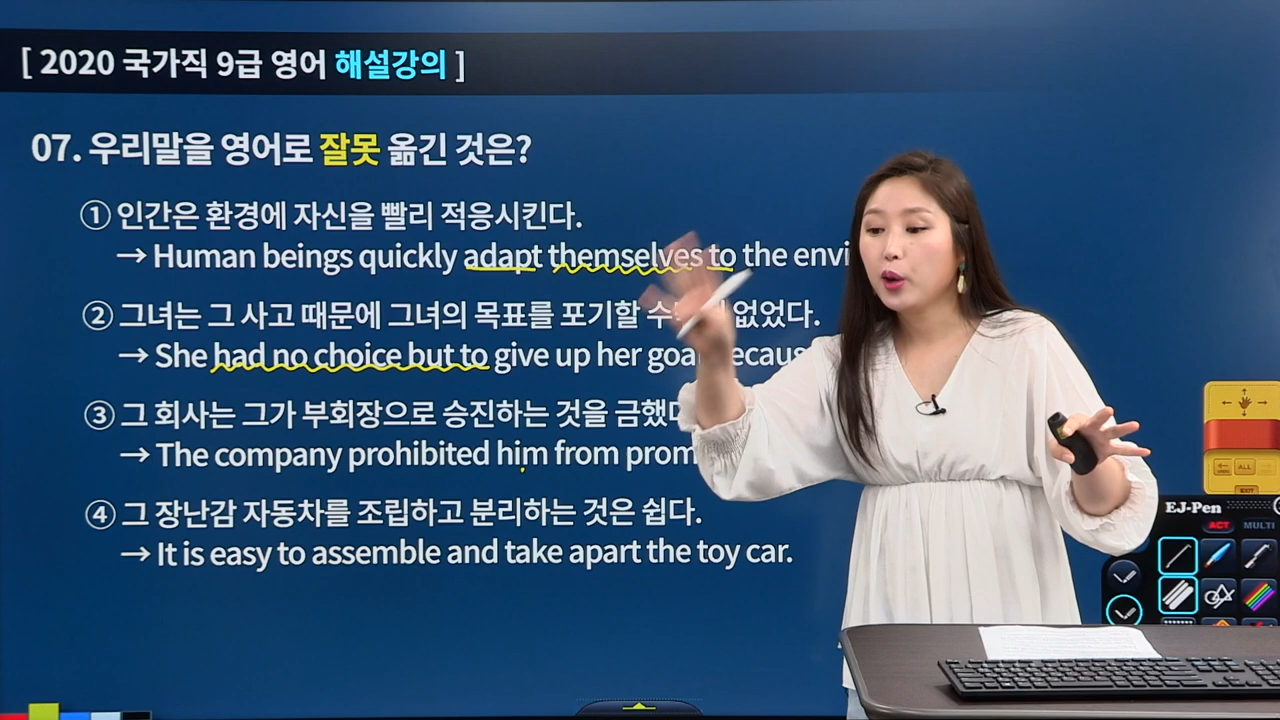 [ 2020 국가직 9급 영어 해설강의 ]
07. 우리말을 영어로 잘못 옮긴 것은?
① 인간은 환경에 자신을 빨리 적응시킨다.
→ Human beings quickly adapt themselves to the
② 그녀는 그 사고 때문에 그녀의 목표를 포기할 없었다.
→ She had no choice but to give up her
③ 그 회사는 그가 부회장으로 승진하는 것을
→ The company prohibited him from
④ 그 장난감 자동차를 조립하고 분리하는 것은 쉽다.
→ It is easy to assemble and take apart the toy car.
ALL
EXIT
EJ-Pen
ACT MULTI